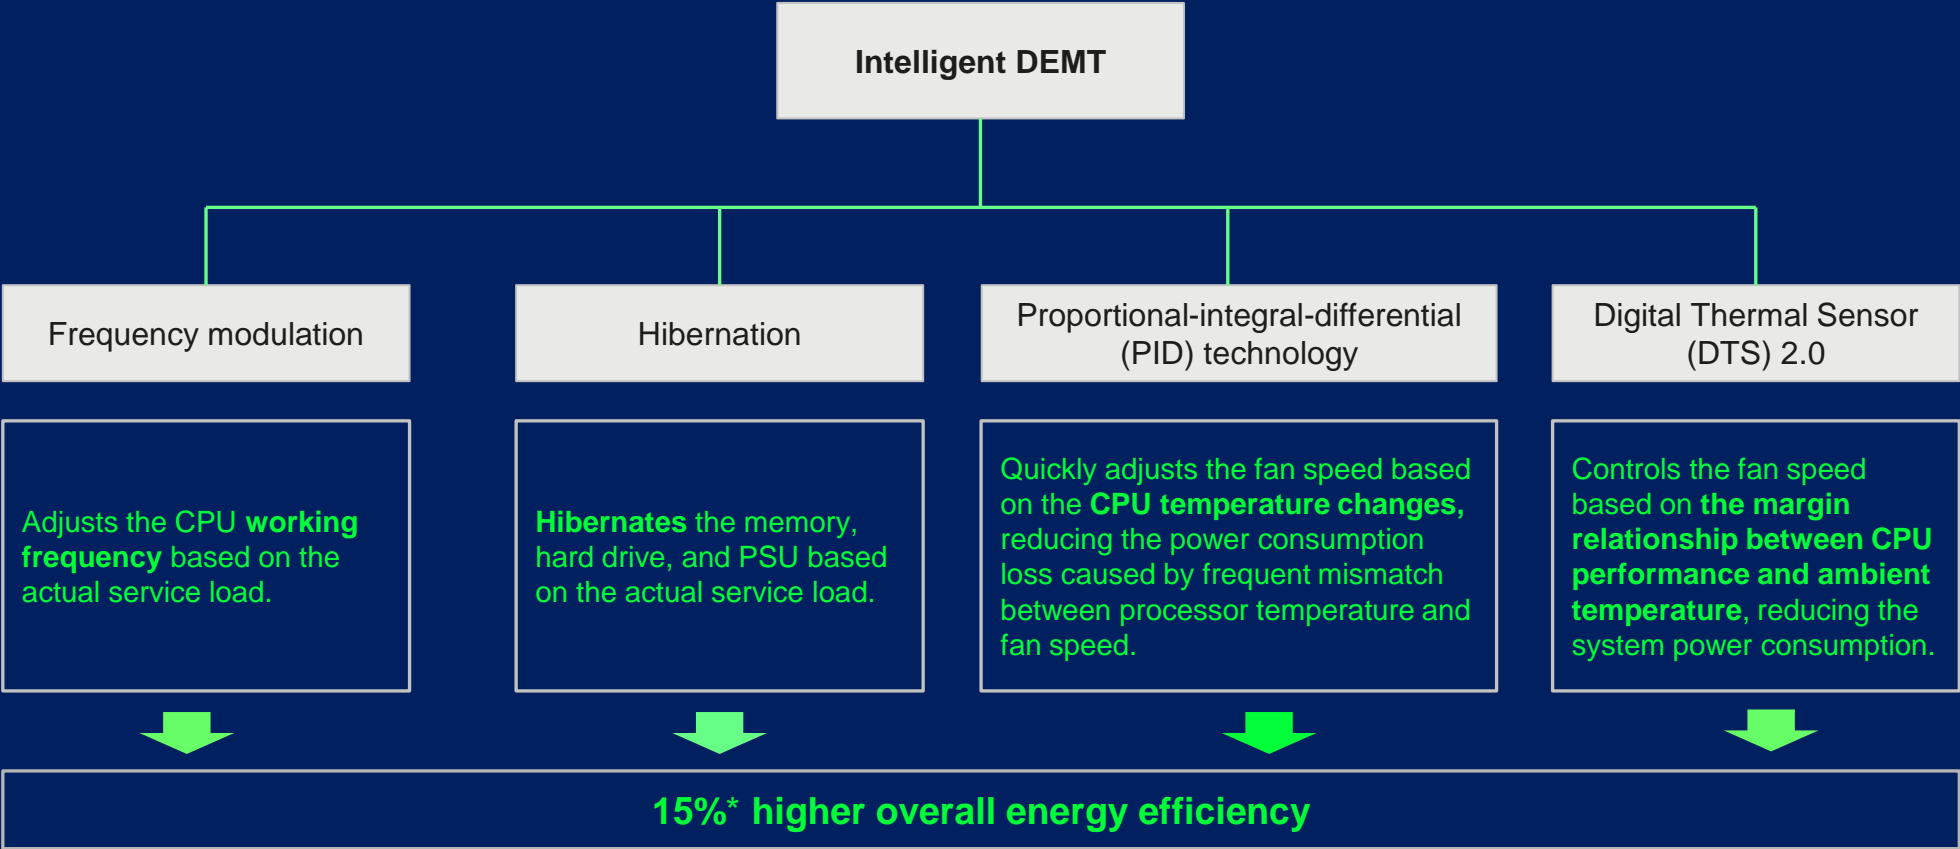 Intelligent DEMT
Frequency modulation
Hibernation
Proportional-integral-differential
(PID) technology
Digital Thermal Sensor
(DTS) 2.0
Adjusts the CPU working
frequency based on the
actual service load.
Hibernates the memory,
hard drive, and PSU based
on the actual service load.
Quickly adjusts the fan speed based
on the CPU temperature changes,
reducing the power consumption
loss caused by frequent mismatch
between processor temperature and
fan speed.
Controls the fan speed
based on the margin
relationship between CPU
performance and ambient
temperature, reducing the
system power consumption.
15%* higher overall energy efficiency